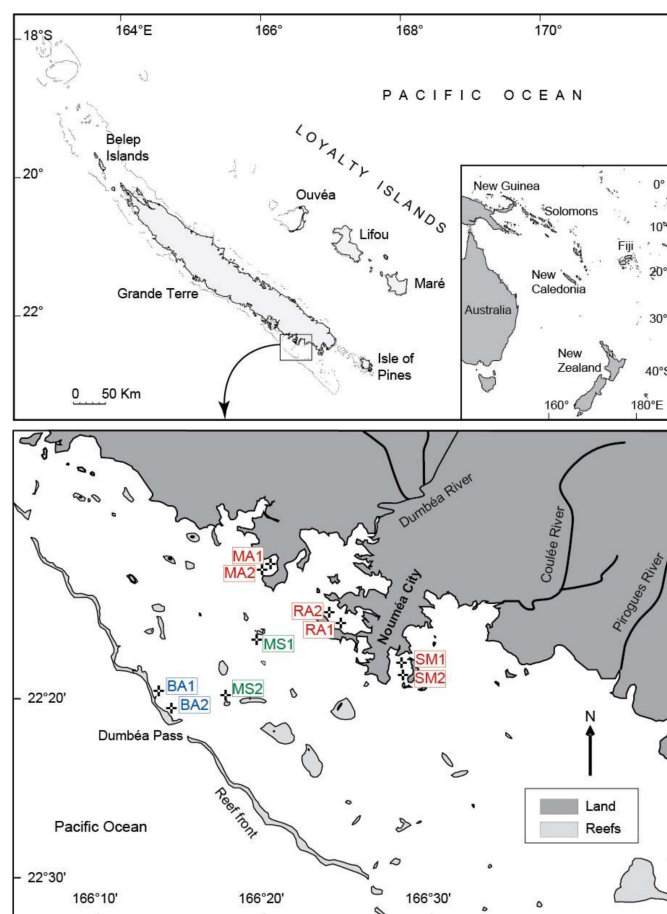 164°E
166°
168°
170°
18°S
PACIFIC OCEAN
LOYALTY ISLANDS
Belep
Islands
20°
Ouvéa
Lifou
Maré
Grande Terre
22°
Isle of
Pines
0 50 Km
New Guinea
0°
Solomons
10°
Fiji
20°
New
Caledonia
Australia
30°
New
Zealand
40°S
160°
180°E
Dumbéa River
Coulée River
Pirogues River
MA1
MA2
RA2
RA1
Nouméa City
MS1
SM1
SM2
BA1
MS2
BA2
22°20
Dumbéa Pass
N
Reef front
Pacific Ocean
Land
Reefs
22°30
166°10
166°20
166°30